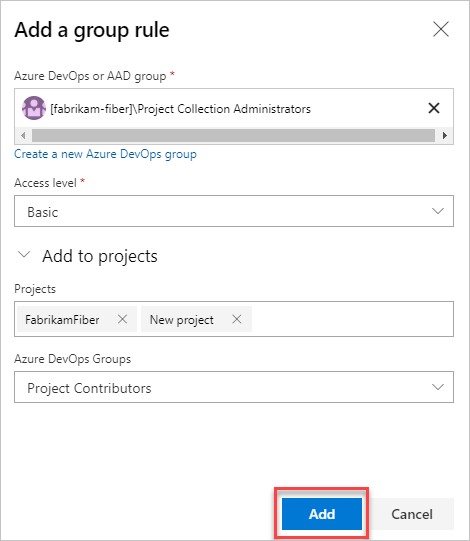 Add a group rule
Azure DevOps or AAD group *
[fabrikam-fiber]\Project Collection Administrators
Create a new Azure DevOps group
Access level *
Basic
Add to projects
Projects
FabrikamFiber New project
Azure DevOps Groups
Project Contributors
Add Cancel